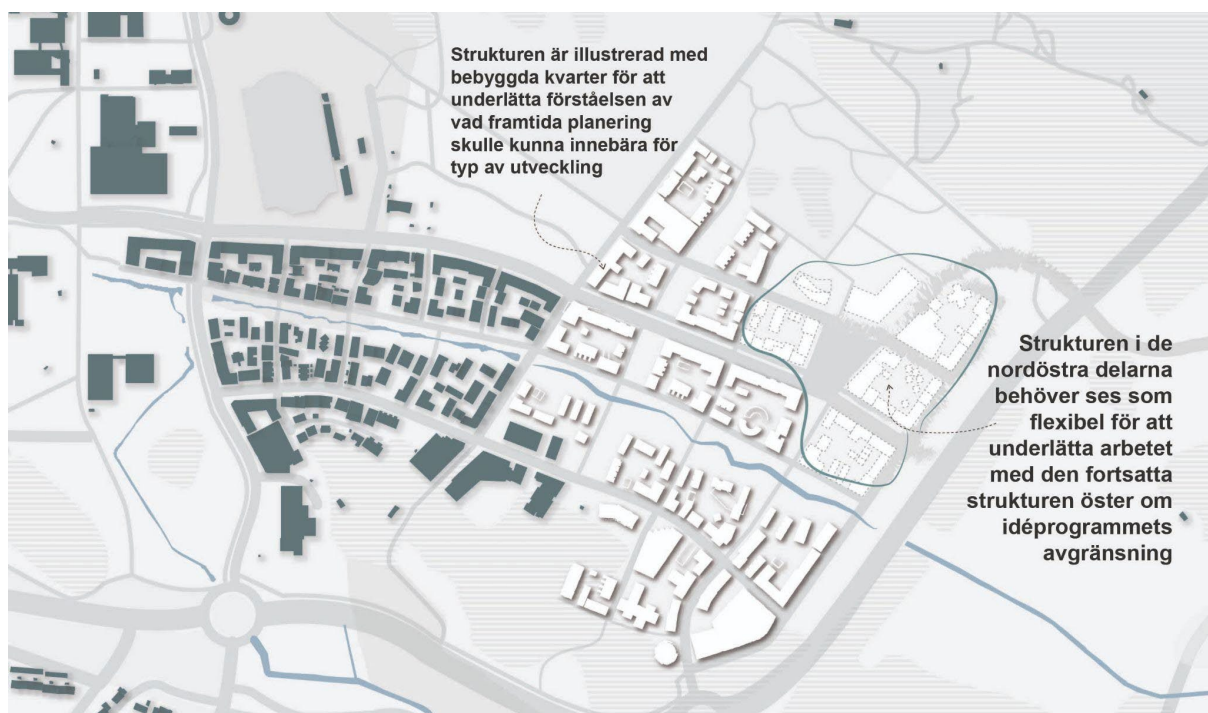 Strukturen är illustrerad med
bebyggda kvarter för att
underlätta förståelsen av
vad framtida planering
skulle kunna innebära för
typ av utveckling
Strukturen i de
nordöstra delarna
behöver ses som
flexibel för att
underlätta arbetet
med den fortsatta
strukturen öster om
idéprogrammets
avgränsning